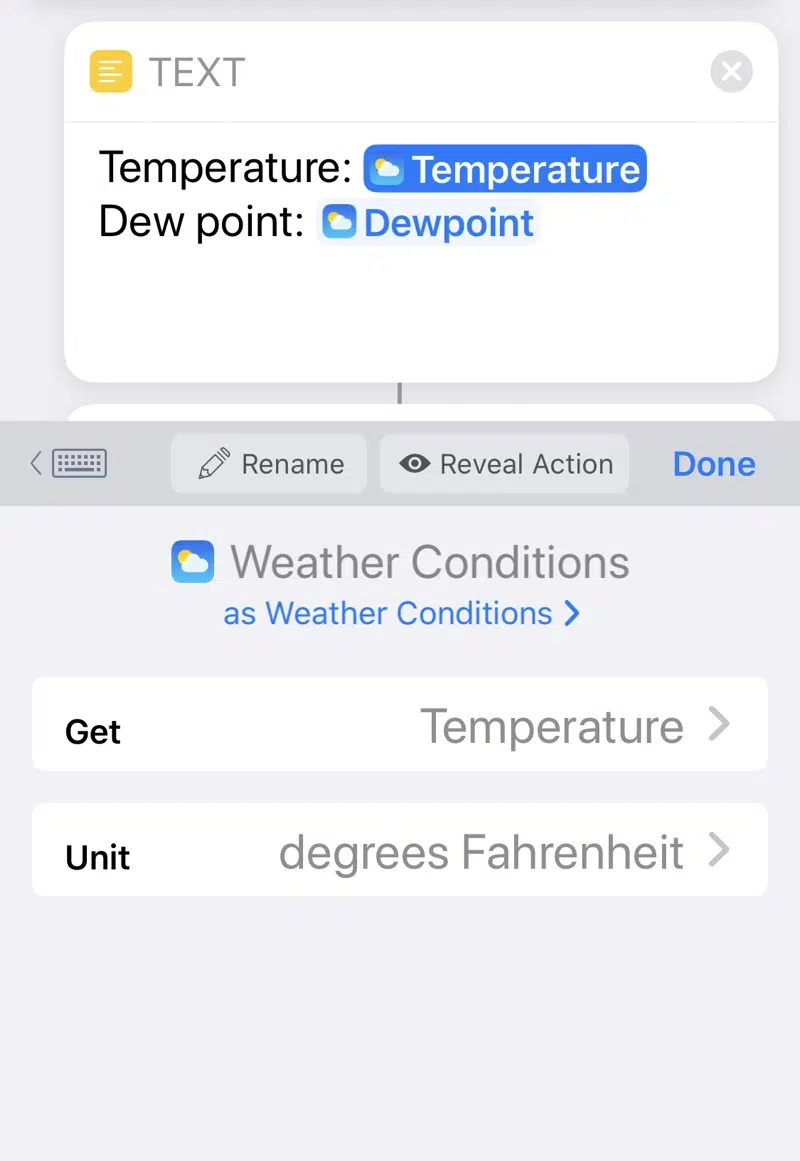 TEXT
Temperature: Temperature
Dew point: Dewpoint
Rename Reveal Action Done
Weather Conditions
as Weather Conditions
Get Temperature
Unit degrees Fahrenheit